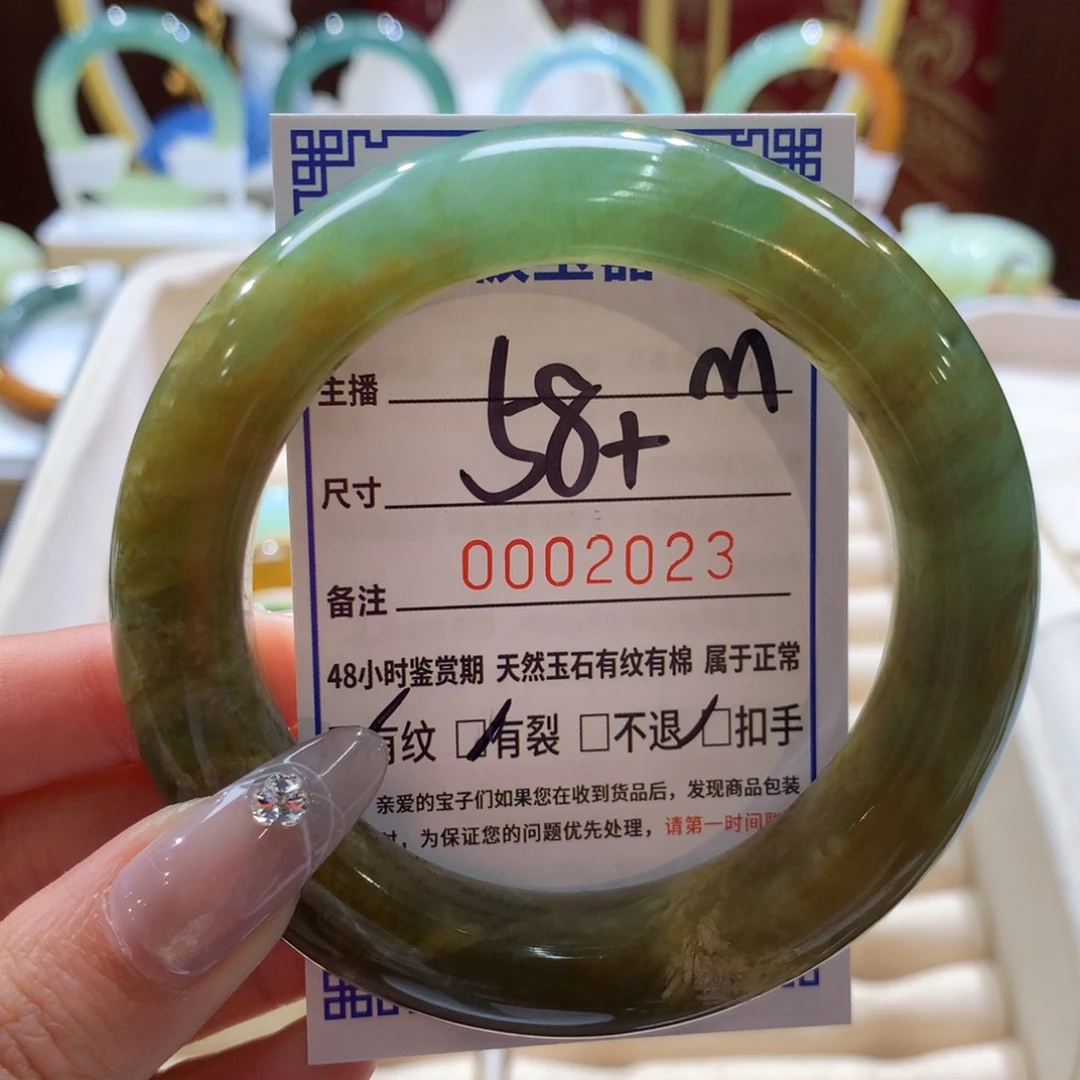 主播 M
尺寸 58+
备注 0002023
48小时鉴赏期 天然玉石有纹有棉 属于正常
有纹 □有裂 □不退 □扣手
亲爱的宝子们如果您在收到货品后，发现商品包装
时，为保证您的问题优先处理，请第一时间联